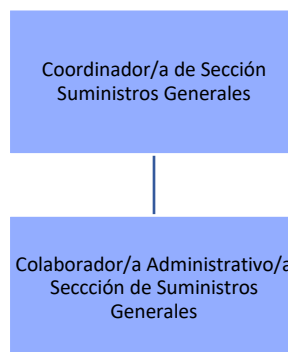 Coordinador/a de Sección
Suministros Generales
Colaborador/a Administrativo/a
Seccción de Suministros
Generales